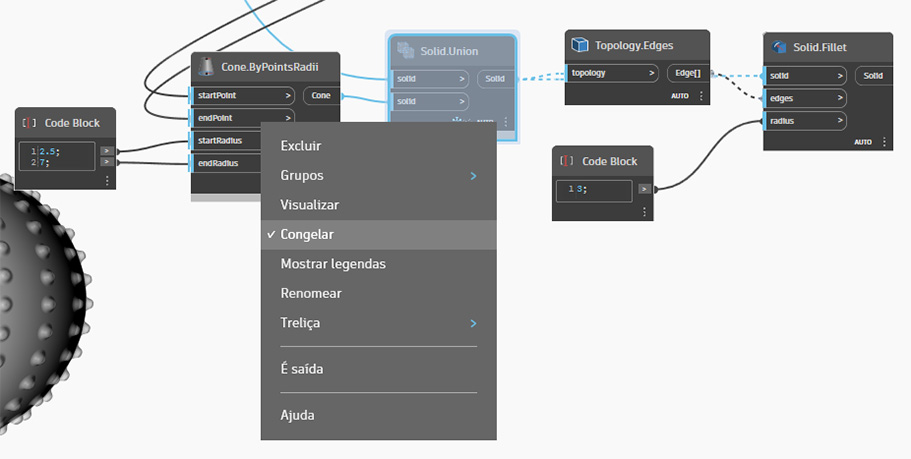 Code Block
1 2.5; >
2 7; >
Cone.ByPointsRadii
startPoint > Cone
endPoint >
startRadius
endRadius
Solid.Union
solid > Solid
solid >
AUTO
Topology.Edges
topology > Edge[]
AUTO
Solid.Fillet
solid > Solid
edges >
radius >
AUTO
Code Block
1 3; >
Excluir
Grupos >
Visualizar
✓ Congelar
Mostrar legendas
Renomear
Treliça >
É saída
Ajuda